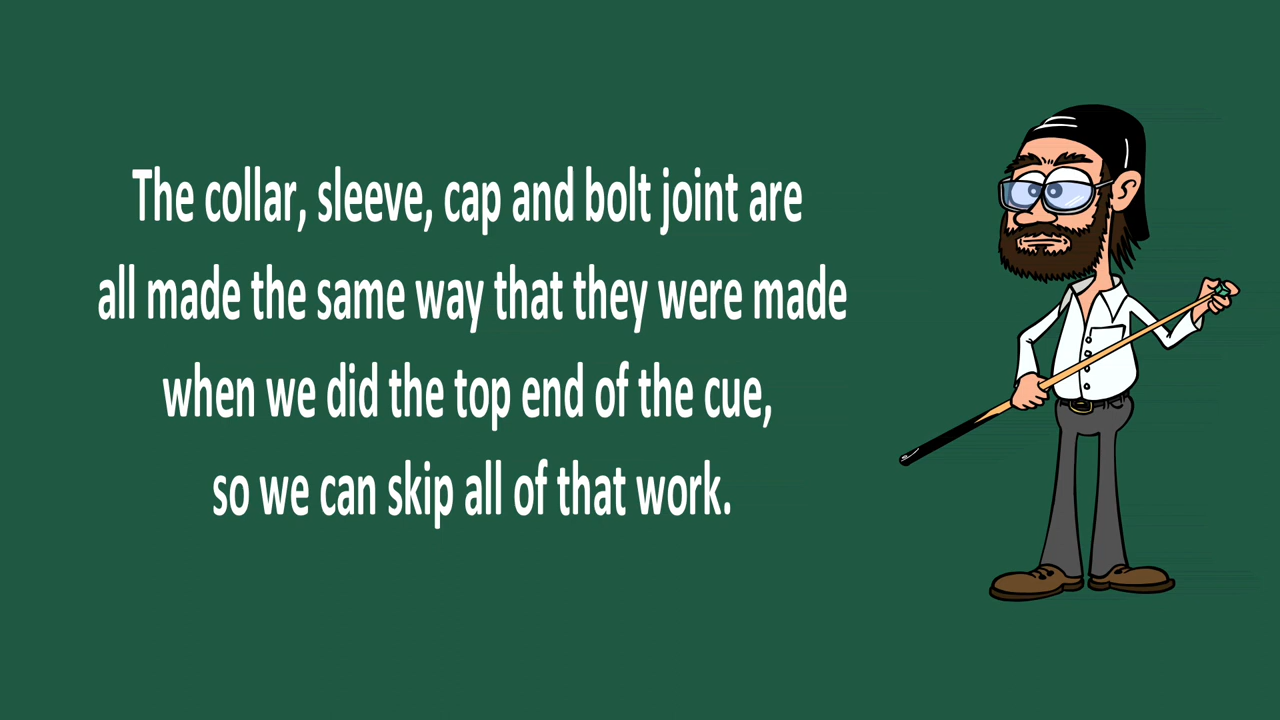 The collar, sleeve, cap and bolt joint are
all made the same way that they were made
when we did the top end of the cue,
so we can skip all of that work.